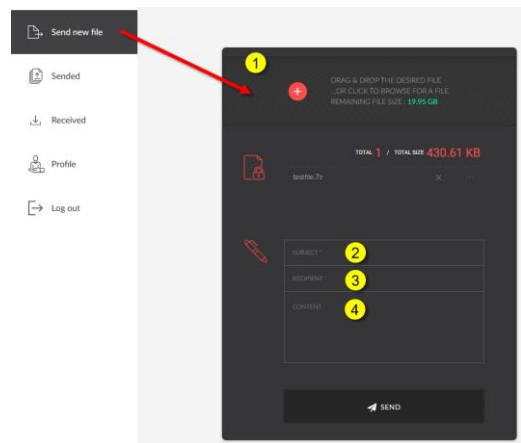 Send new file
Sended
Received
Profile
Log out
1
DRAG & DROP THE DESIRED FILE
...OR CLICK TO BROWSE FOR A FILE
REMAINING FILE SIZE : 19.95 GB
TOTAL 1 / TOTAL SIZE 430.61 KB
testfile.7z
SUBJECT * 2
RECIPIENT * 3
CONTENT 4
SEND